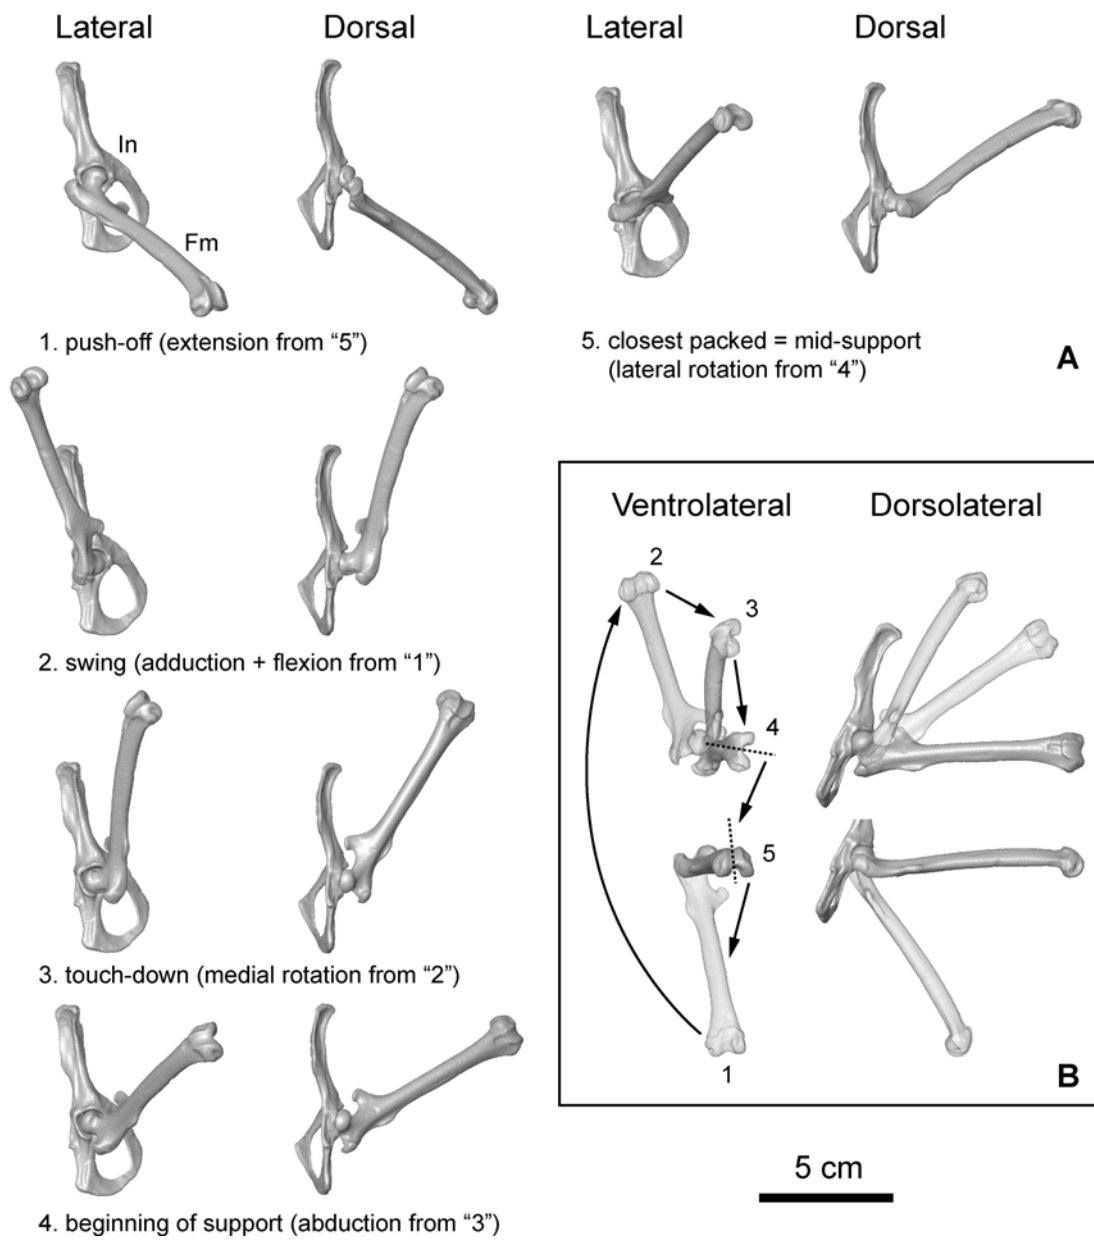 Lateral Dorsal
In
Fm
1. push-off (extension from “5”)
2. swing (adduction + flexion from “1”)
3. touch-down (medial rotation from “2”)
4. beginning of support (abduction from “3”)
Lateral Dorsal
5. closest packed = mid-support
(lateral rotation from “4”)
A
Ventrolateral Dorsolateral
2
3
4
5
1
B
5 cm